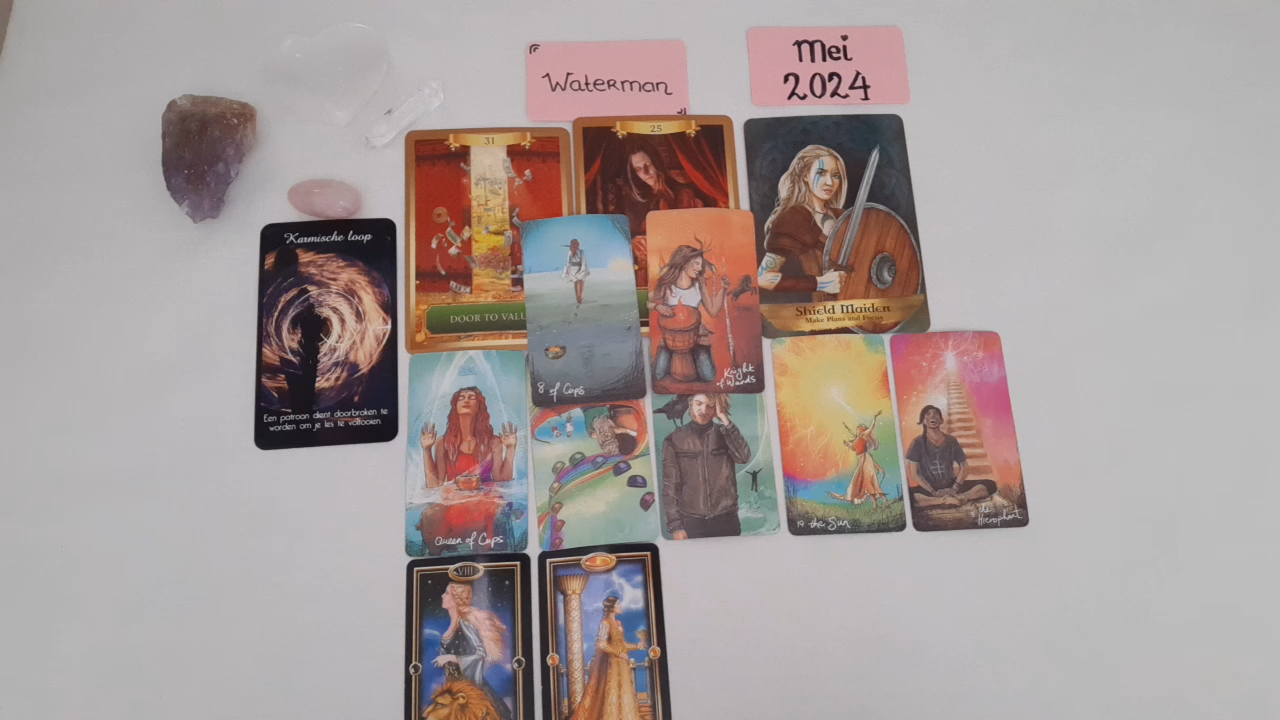 Waterman
Mei
2024
31
25
Karmische loop
DOOR TO VALU
Shield Maiden
Make Plans and Focus
8 of Cups
Knight
of Wands
Een patroon dient doorbroken te
worden om je les te voltooien.
Queen of Cups
19 the Sun
5 the
Hierophant
VIII